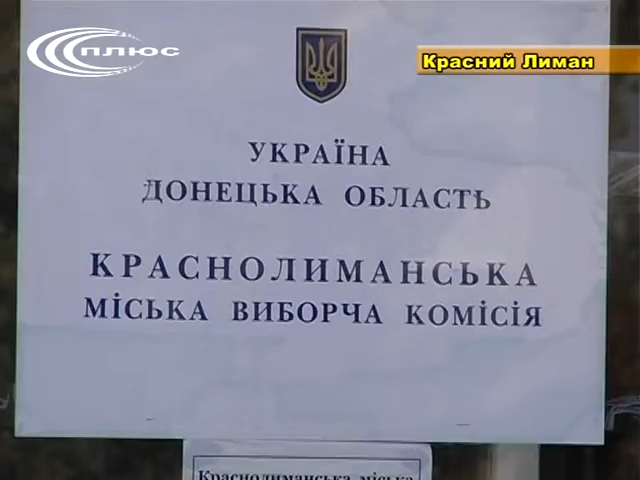 ПЛЮС
Красний Лиман
УКРАЇНА
ДОНЕЦЬКА ОБЛАСТЬ
КРАСНОЛИМАНСЬКА
МІСЬКА ВИБОРЧА КОМІСІЯ
Краснолиманська міська